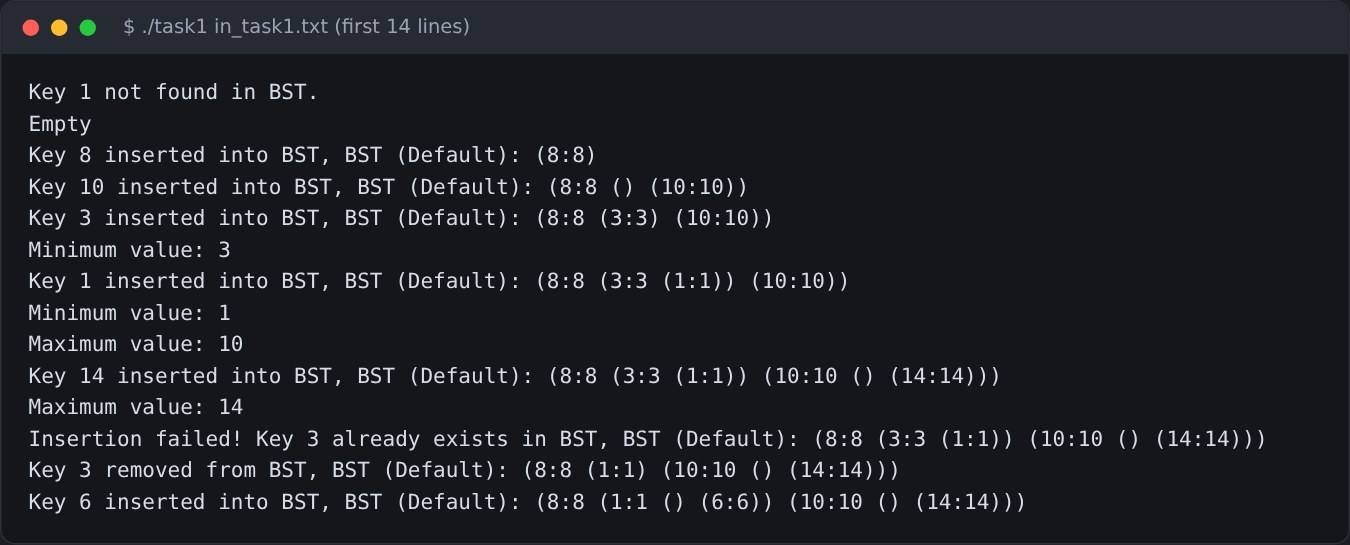 $ ./task1 in_task1.txt (first 14 lines)
Key 1 not found in BST.
Empty
Key 8 inserted into BST, BST (Default): (8:8)
Key 10 inserted into BST, BST (Default): (8:8 () (10:10))
Key 3 inserted into BST, BST (Default): (8:8 (3:3) (10:10))
Minimum value: 3
Key 1 inserted into BST, BST (Default): (8:8 (3:3 (1:1)) (10:10))
Minimum value: 1
Maximum value: 10
Key 14 inserted into BST, BST (Default): (8:8 (3:3 (1:1)) (10:10 () (14:14)))
Maximum value: 14
Insertion failed! Key 3 already exists in BST, BST (Default): (8:8 (3:3 (1:1)) (10:10 () (14:14)))
Key 3 removed from BST, BST (Default): (8:8 (1:1) (10:10 () (14:14)))
Key 6 inserted into BST, BST (Default): (8:8 (1:1 () (6:6)) (10:10 () (14:14)))